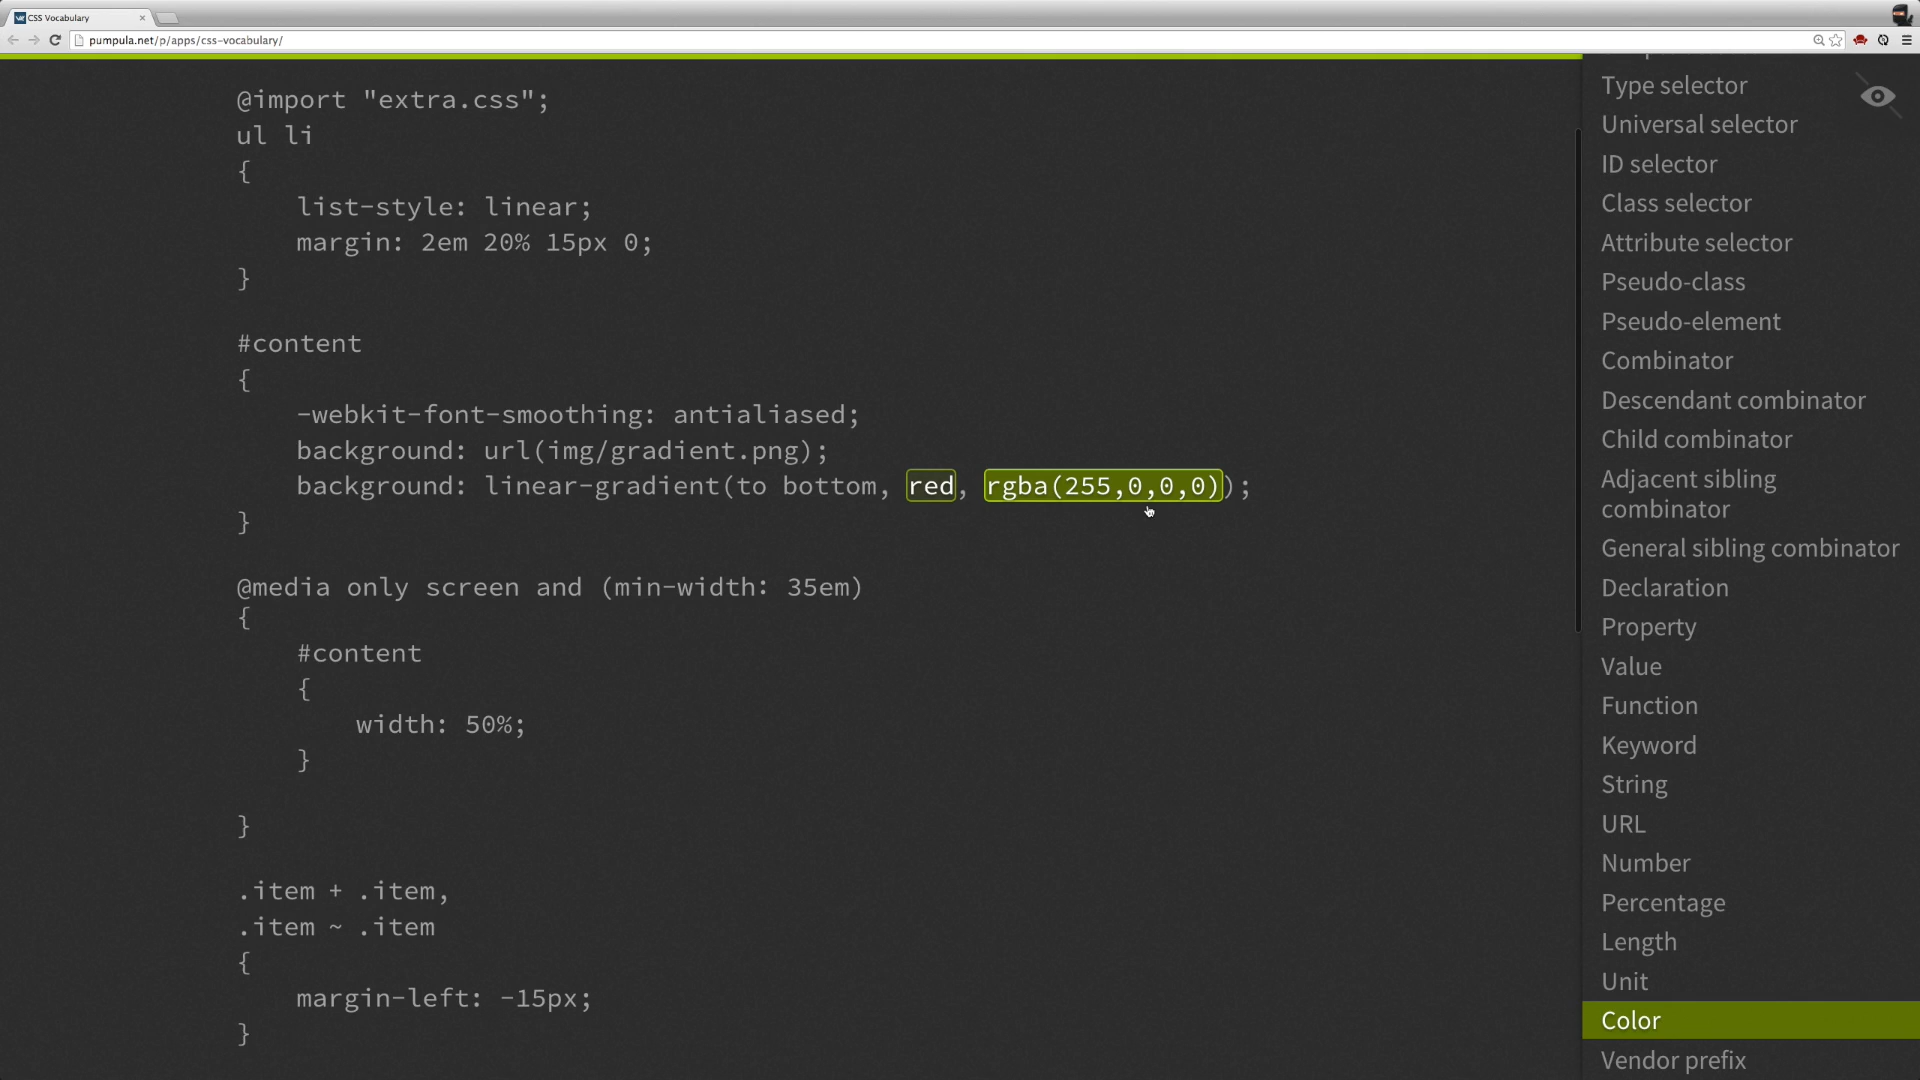 CSS Vocabulary
pumpula.net/p/apps/css-vocabulary/
@import "extra.css";
ul li
{
list-style: linear;
margin: 2em 20% 15px 0;
}
#content
{
-webkit-font-smoothing: antialiased;
background: url(img/gradient.png);
background: linear-gradient(to bottom, red, rgba(255,0,0,0));
}
@media only screen and (min-width: 35em)
{
#content
{
width: 50%;
}
}
.item + .item,
.item ~ .item
{
margin-left: -15px;
}
Type selector
Universal selector
ID selector
Class selector
Attribute selector
Pseudo-class
Pseudo-element
Combinator
Descendant combinator
Child combinator
Adjacent sibling
combinator
General sibling combinator
Declaration
Property
Value
Function
Keyword
String
URL
Number
Percentage
Length
Unit
Color
Vendor prefix